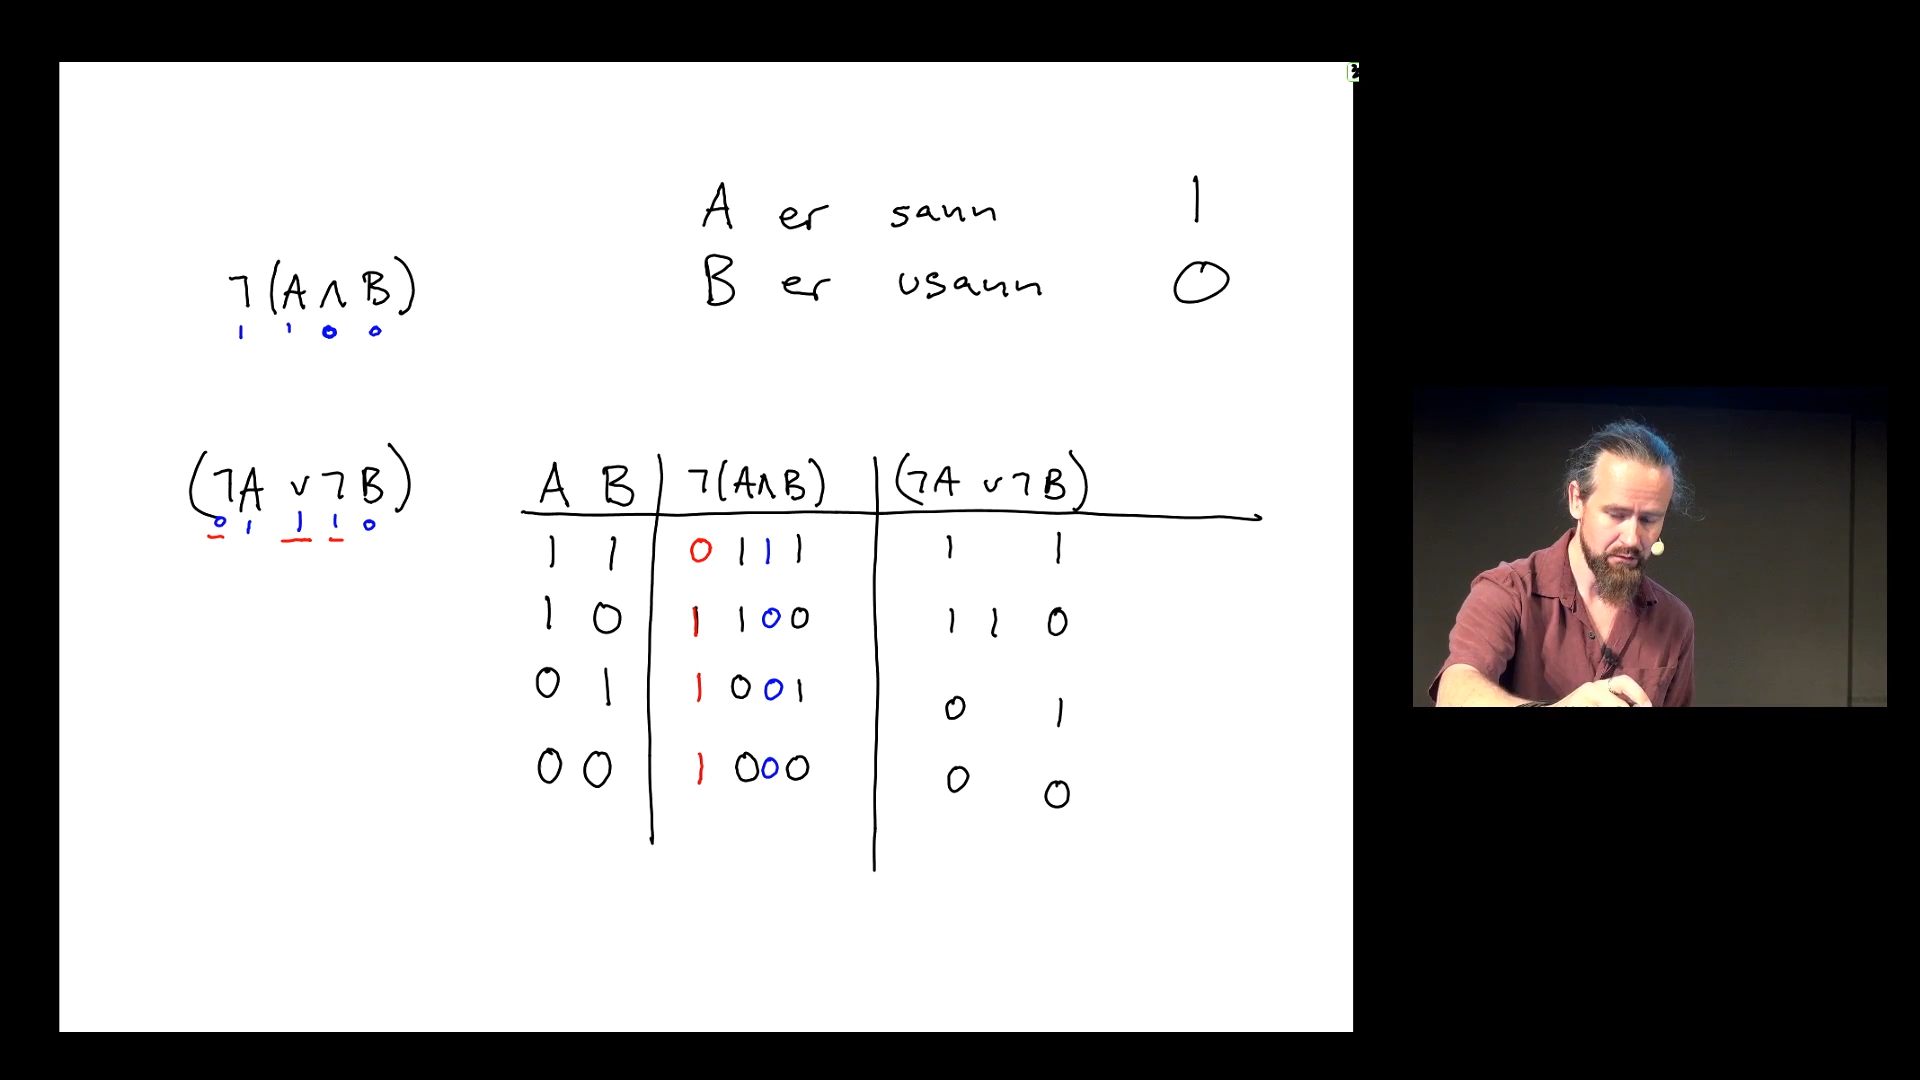 A er sann 1
B er usann 0
¬(A∧B)
1 1 0 0
(¬A ∨ ¬B)
0 1 1 1 0
A B ¬(A∧B) (¬A ∨ ¬B)
1 1 0 1 1 1 1 1
1 0 1 1 0 0 1 1 0
0 1 1 0 0 1 0 1
0 0 1 0 0 0 0 0